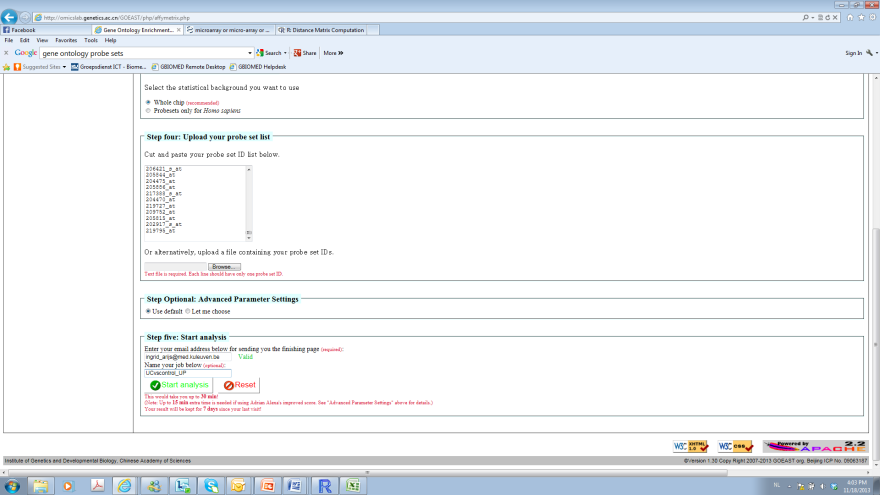 http://omicslab.genetics.ac.cn/GOEAST/php/affymetrix.php
Facebook
Gene Ontology Enrichment...
microarray or micro-array or ...
R: Distance Matrix Computation
File Edit View Favorites Tools Help
Google gene ontology probe sets
Search
Share
More »
Sign In
Suggested Sites
Groepsdienst ICT - Biome...
GBIOMED Remote Desktop
GBIOMED Helpdesk
Select the statistical background you want to use
Whole chip (recommended)
Probesets only for Homo sapiens
Step four: Upload your probe set list
Cut and paste your probe set ID list below.
206421_s_at
205844_at
204475_at
217388_s_at
204470_at
219727_at
209752_at
205815_at
202917_s_at
219795_at
Or alternatively, upload a file containing your probe set IDs.
Browse...
Text file is required. Each line should have only one probe set ID.
Step Optional: Advanced Parameter Settings
Use default Let me choose
Step five: Start analysis
Enter your email address below for sending you the finishing page (required):
ingrid_arijs@med.kuleuven.be Valid
Name your job below (optional):
UCvscontrol_UP
Start analysis Reset
This would take you up to 30 min!
(Note: Up to 15 min extra time is needed if using Adrian Alexa's improved score. See "Advanced Parameter Settings" above for details.)
Your result will be kept for 7 days since your last visit!
W3C XHTML 1.0
W3C css
Powered by APACHE 2.2
Institute of Genetics and Developmental Biology, Chinese Academy of Sciences
©Version 1.30 Copy Right 2007-2013 GOEAST org. Beijing ICP No. 09063187
NL
4:03 PM
11/18/2013